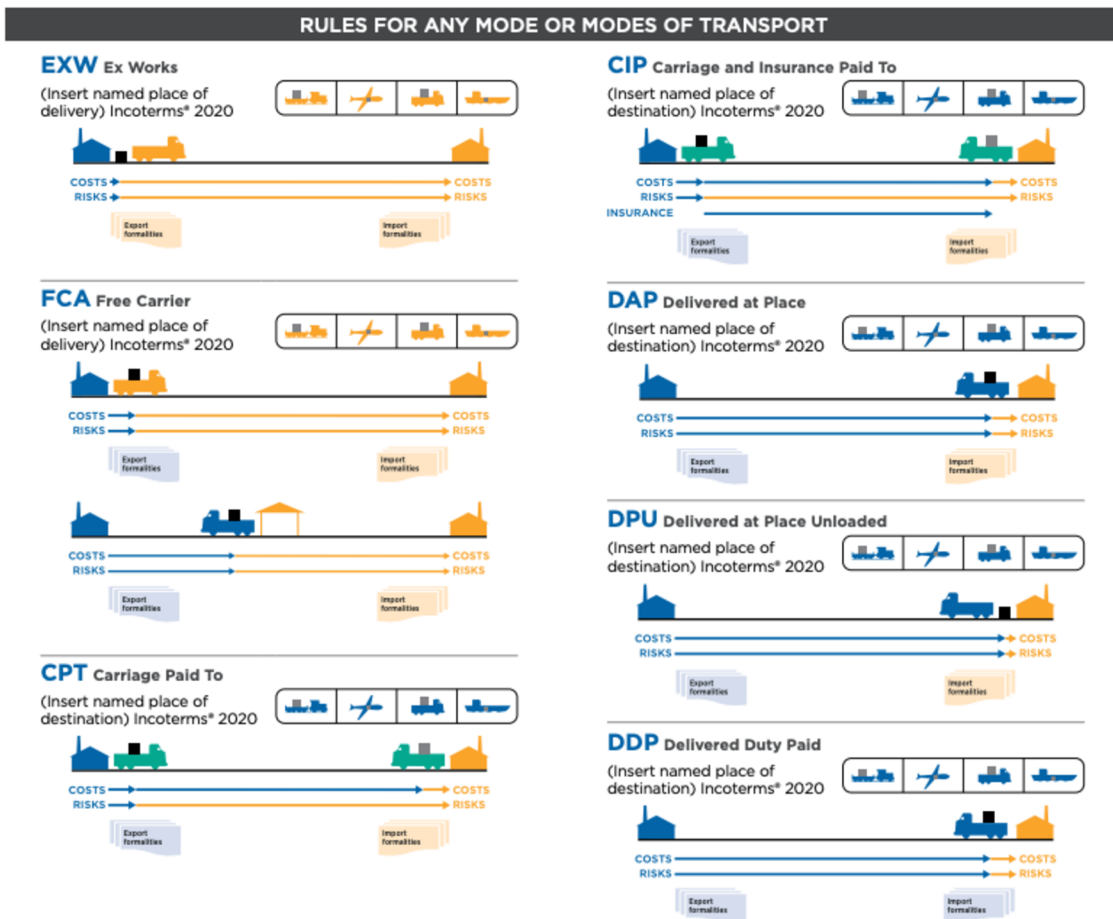 RULES FOR ANY MODE OR MODES OF TRANSPORT
EXW Ex Works
(Insert named place of
delivery) Incoterms® 2020
COSTS COSTS
RISKS RISKS
Export
formalities
Import
formalities
FCA Free Carrier
(Insert named place of
delivery) Incoterms® 2020
COSTS COSTS
RISKS RISKS
Export
formalities
Import
formalities
COSTS COSTS
RISKS RISKS
Export
formalities
Import
formalities
CPT Carriage Paid To
(Insert named place of
destination) Incoterms® 2020
COSTS COSTS
RISKS RISKS
Export
formalities
Import
formalities
CIP Carriage and Insurance Paid To
(Insert named place of
destination) Incoterms® 2020
COSTS COSTS
RISKS RISKS
INSURANCE
Export
formalities
Import
formalities
DAP Delivered at Place
(Insert named place of
destination) Incoterms® 2020
COSTS COSTS
RISKS RISKS
Export
formalities
Import
formalities
DPU Delivered at Place Unloaded
(Insert named place of
destination) Incoterms® 2020
COSTS COSTS
RISKS RISKS
Export
formalities
Import
formalities
DDP Delivered Duty Paid
(Insert named place of
destination) Incoterms® 2020
COSTS COSTS
RISKS RISKS
Export
formalities
Import
formalities